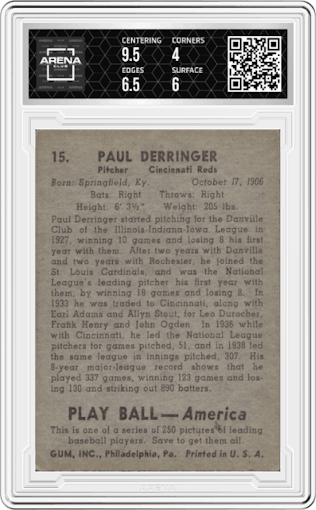 ARENA
CLUB
CENTERING CORNERS
9.5 4
EDGES SURFACE
6.5 6
15. PAUL DERRINGER
Pitcher Cincinnati Reds
Born: Springfield, Ky. October 17, 1906
Bats: Right Throws: Right
Height: 6' 3½" Weight: 205 lbs.
Paul Derringer started pitching for the Danville
Club of the Illinois-Indiana-Iowa League in
1927, winning 10 games and losing 8 his first
year with them. After two years with Danville
and two years with Rochester, he joined the
St. Louis Cardinals, and was the National
League's leading pitcher his first year with
them, by winning 18 games and losing 8. In
1933 he was traded to Cincinnati, along with
Earl Adams and Allyn Stout, for Leo Durocher,
Frank Henry and John Ogden. In 1936 while
with Cincinnati, he led the National League
pitchers for games pitched, 51, and in 1938 led
the same league in innings pitched, 307. His
8-year major-league record shows that he
played 337 games, winning 123 games and los-
ing 130 and striking out 890 batters.
PLAY BALL — America
This is one of a series of 250 pictures of leading
baseball players. Save to get them all.
GUM, INC., Philadelphia, Pa. Printed in U. S. A.
ARENA